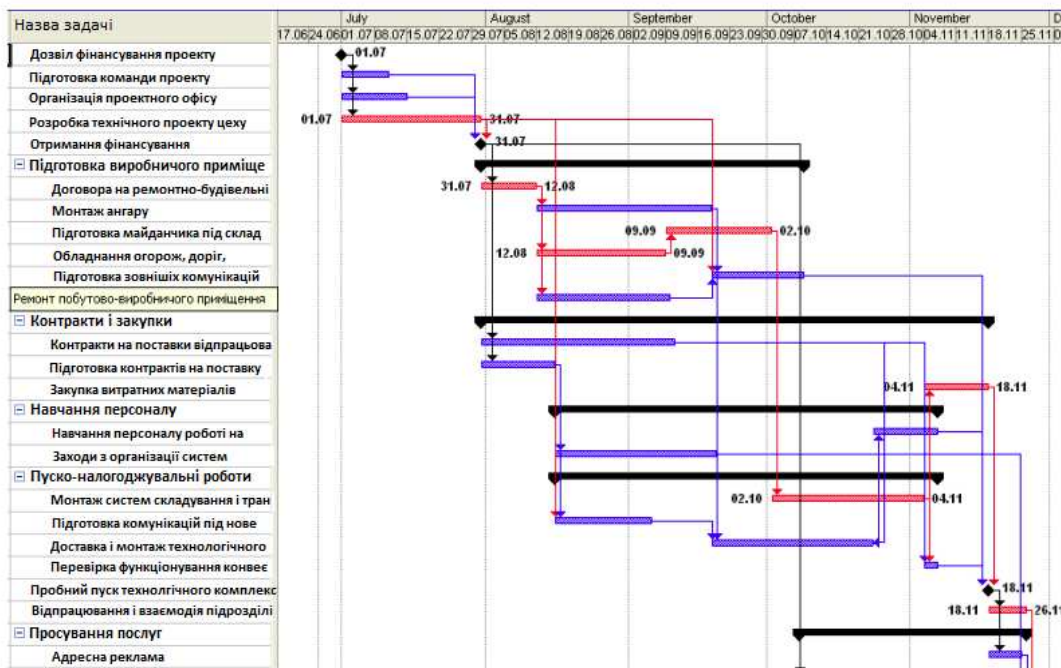 Назва задачі
July August September October November D
17.06 24.06 01.07 08.07 15.07 22.07 29.07 05.08 12.08 19.08 26.08 02.09 09.09 16.09 23.09 30.09 07.10 14.10 21.10 28.10 04.11 11.11 18.11 25.11 0
Дозвіл фінансування проекту 01.07
Підготовка команди проекту
Організація проектного офісу
Розробка технічного проекту цеху 01.07 31.07
Отримання фінансування 31.07
Підготовка виробничого приміще
Договора на ремонтно-будівельні 31.07 12.08
Монтаж ангару
Підготовка майданчика під склад 09.09 02.10
Обладнання огорож, доріг, 12.08 09.09
Підготовка зовнішіх комунікацій
Ремонт побутово-виробничого приміщення
Контракти і закупки
Контракти на поставки відпрацьова
Підготовка контрактів на поставку
Закупка витратних матеріалів 04.11 18.11
Навчання персоналу
Навчання персоналу роботі на
Заходи з організації систем
Пуско-налогоджувальні роботи
Монтаж систем складування і тран 02.10 04.11
Підготовка комунікацій під нове
Доставка і монтаж технологічного
Перевірка функціонування конвеє
Пробний пуск технолгічного комплекс 18.11
Відпрацювання і взаємодія підрозділі 18.11 26.11
Просування послуг
Адресна реклама